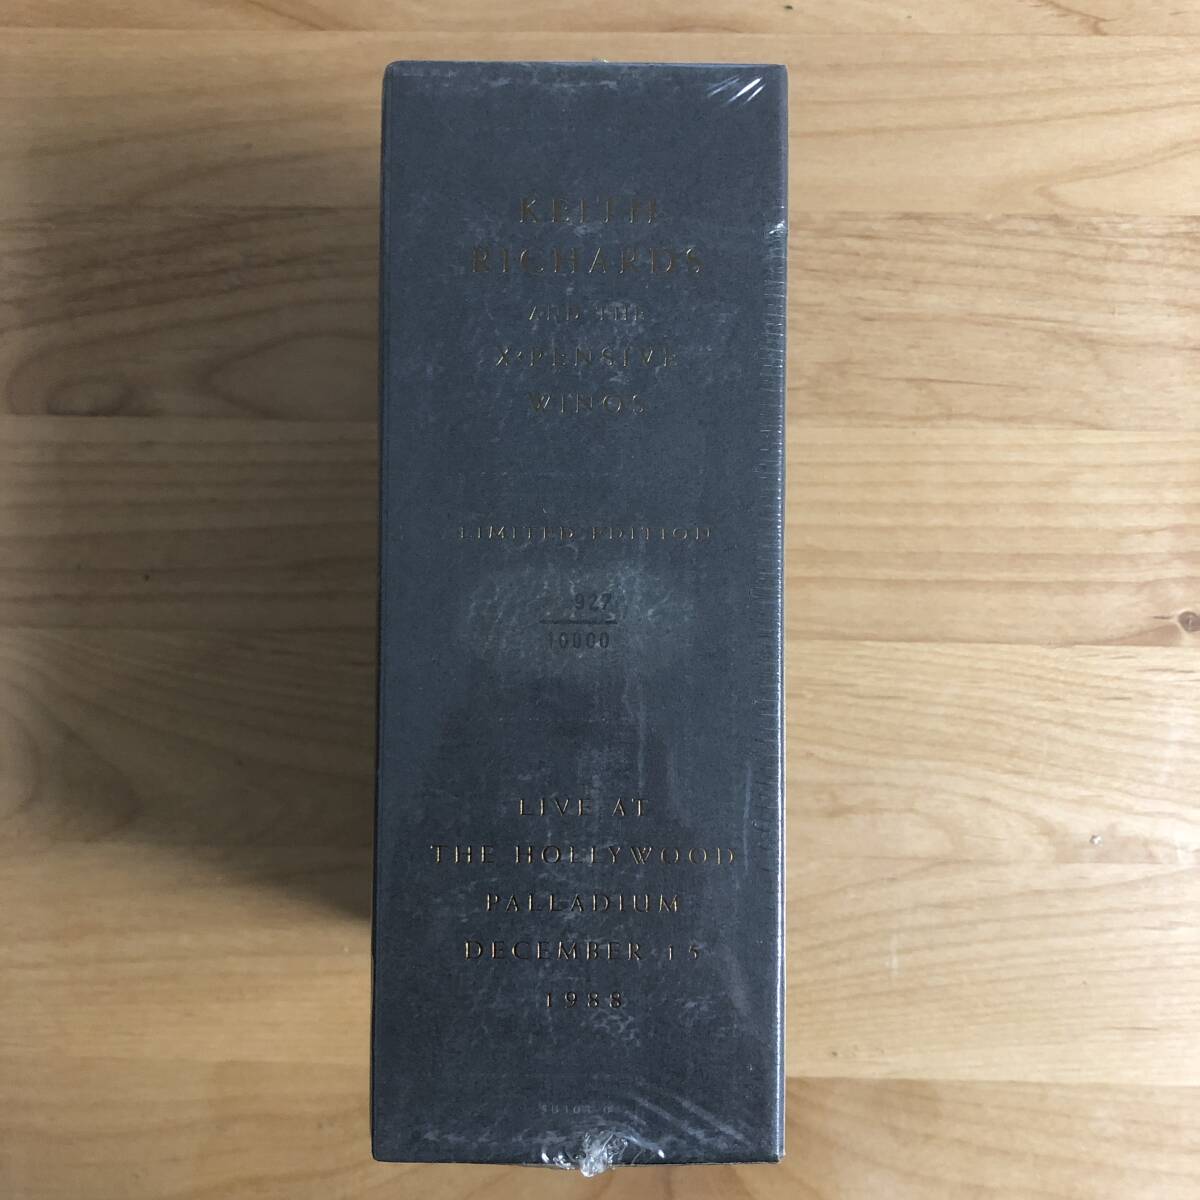 KEITH
RICHARDS
AND THE
X-PENSIVE
WINOS
LIMITED EDITION
927
10000
LIVE AT
THE HOLLYWOOD
PALLADIUM
DECEMBER 15
1988